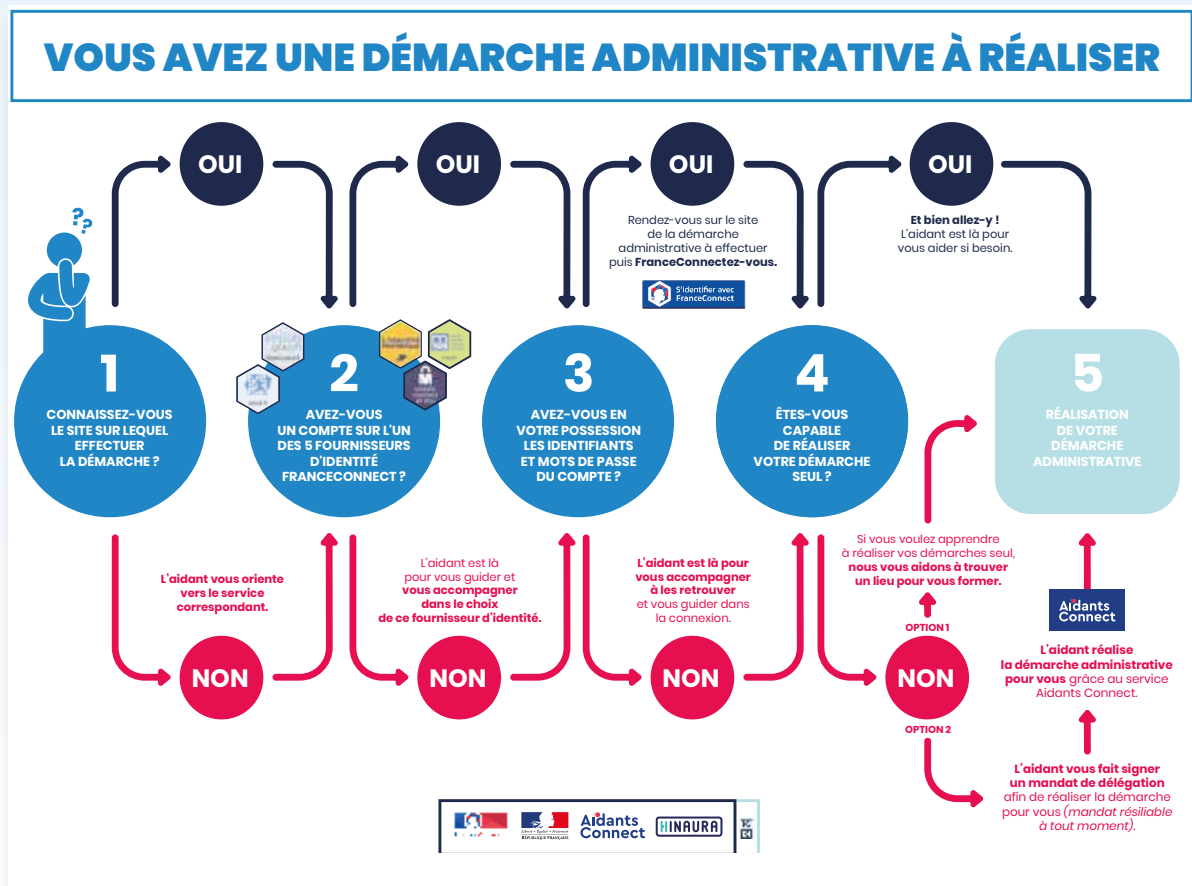 VOUS AVEZ UNE DÉMARCHE ADMINISTRATIVE À RÉALISER
OUI
OUI
OUI
OUI
Rendez-vous sur le site
de la démarche
administrative à effectuer
puis FranceConnectez-vous.
S'identifier avec
FranceConnect
Et bien allez-y !
L'aidant est là pour
vous aider si besoin.
??
1
CONNAISSEZ-VOUS
LE SITE SUR LEQUEL
EFFECTUER
LA DÉMARCHE ?
2
AVEZ-VOUS
UN COMPTE SUR L'UN
DES 5 FOURNISSEURS
D'IDENTITÉ
FRANCECONNECT ?
3
AVEZ-VOUS EN
VOTRE POSSESSION
LES IDENTIFIANTS
ET MOTS DE PASSE
DU COMPTE ?
4
ÊTES-VOUS
CAPABLE
DE RÉALISER
VOTRE DÉMARCHE
SEUL ?
5
RÉALISATION
DE VOTRE
DÉMARCHE
ADMINISTRATIVE
L'aidant vous oriente
vers le service
correspondant.
NON
L'aidant est là
pour vous guider et
vous accompagner
dans le choix
de ce fournisseur d'identité.
NON
L'aidant est là pour
vous accompagner
à les retrouver
et vous guider dans
la connexion.
NON
Si vous voulez apprendre
à réaliser vos démarches seul,
nous vous aidons à trouver
un lieu pour vous former.
OPTION 1
NON
OPTION 2
Aidants
Connect
L'aidant réalise
la démarche administrative
pour vous grâce au service
Aidants Connect.
L'aidant vous fait signer
un mandat de délégation
afin de réaliser la démarche
pour vous (mandat résiliable
à tout moment).
Liberté • Égalité • Fraternité
RÉPUBLIQUE FRANÇAISE
Aidants
Connect
HINAURA